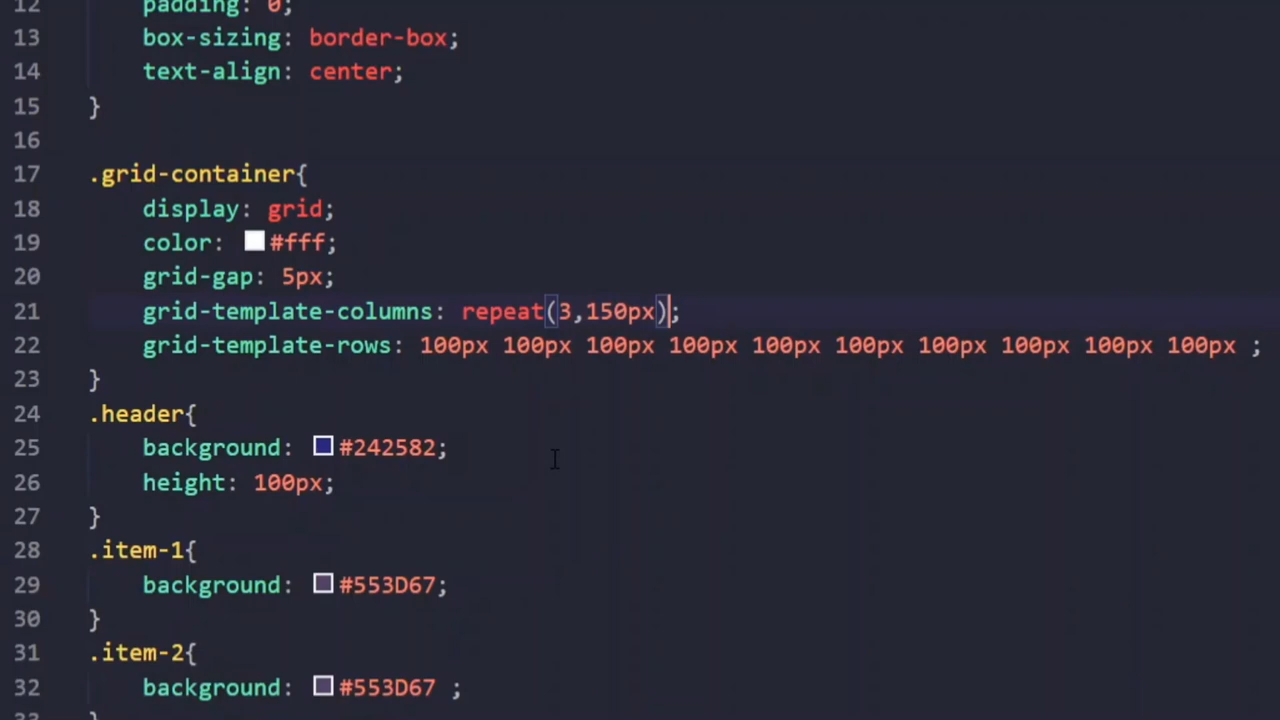 12 padding: 0;
13 box-sizing: border-box;
14 text-align: center;
15 }
16
17 .grid-container{
18 display: grid;
19 color: #fff;
20 grid-gap: 5px;
21 grid-template-columns: repeat(3,150px);
22 grid-template-rows: 100px 100px 100px 100px 100px 100px 100px 100px 100px 100px ;
23 }
24 .header{
25 background: #242582;
26 height: 100px;
27 }
28 .item-1{
29 background: #553D67;
30 }
31 .item-2{
32 background: #553D67 ;
33 }